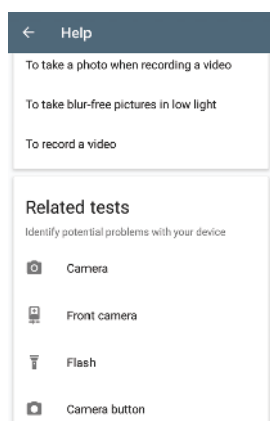 Help
To take a photo when recording a video
To take blur-free pictures in low light
To record a video
Related tests
Identify potential problems with your device
Camera
Front camera
Flash
Camera button